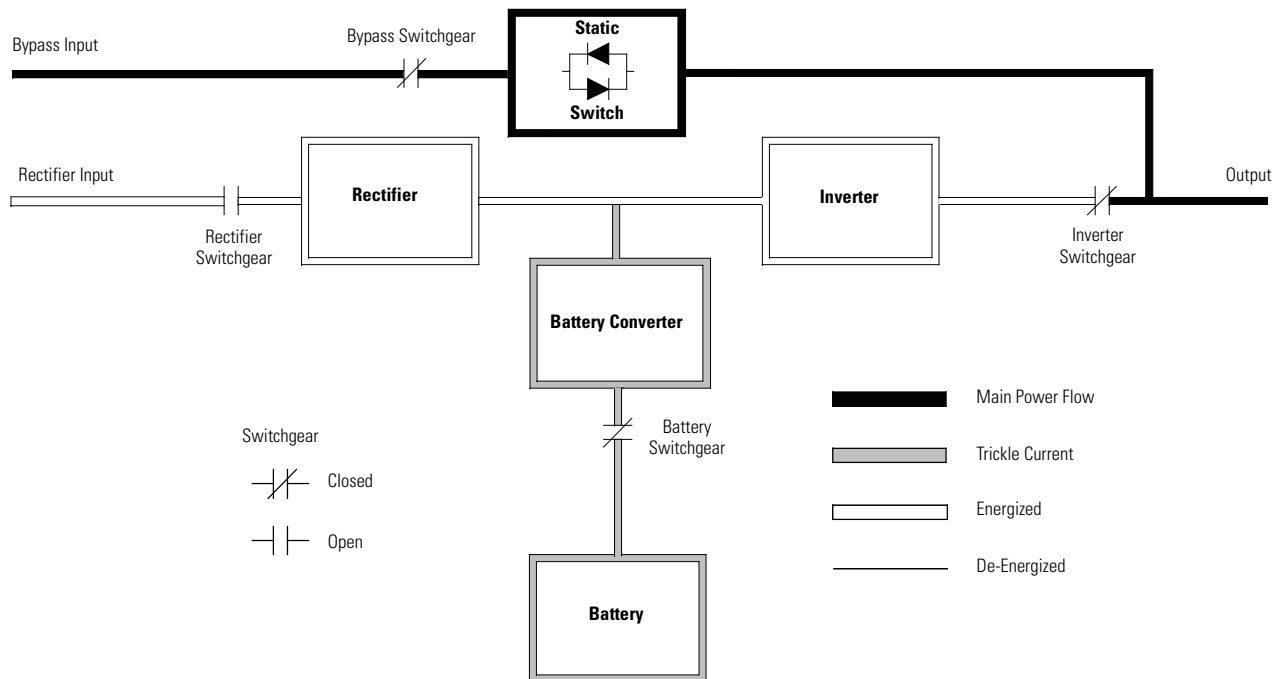 Bypass Input
Bypass Switchgear
Static
Switch
Rectifier Input
Rectifier
Switchgear
Rectifier
Inverter
Inverter
Switchgear
Output
Battery Converter
Battery
Switchgear
Battery
Switchgear
Closed
Open
Main Power Flow
Trickle Current
Energized
De-Energized